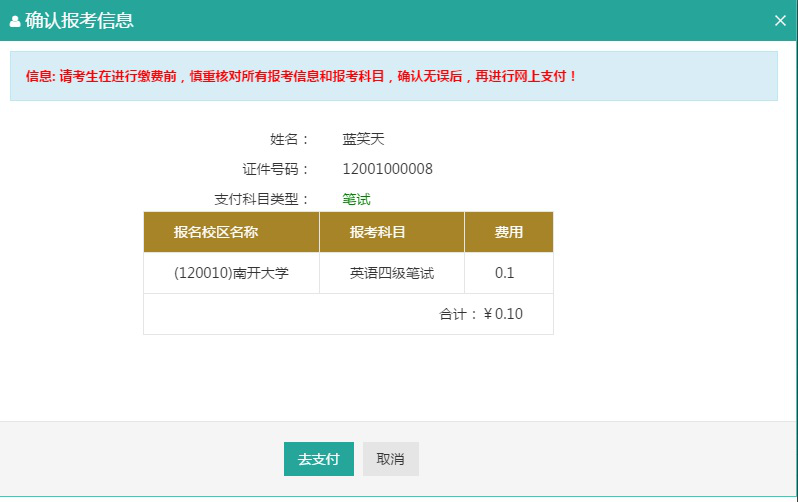 确认报考信息
信息: 请考生在进行缴费前，慎重核对所有报考信息和报考科目，确认无误后，再进行网上支付！
姓名： 蓝笑天
证件号码： 12001000008
支付科目类型： 笔试
报名校区名称 报考科目 费用
(120010)南开大学 英语四级笔试 0.1
合计：￥0.10
去支付 取消